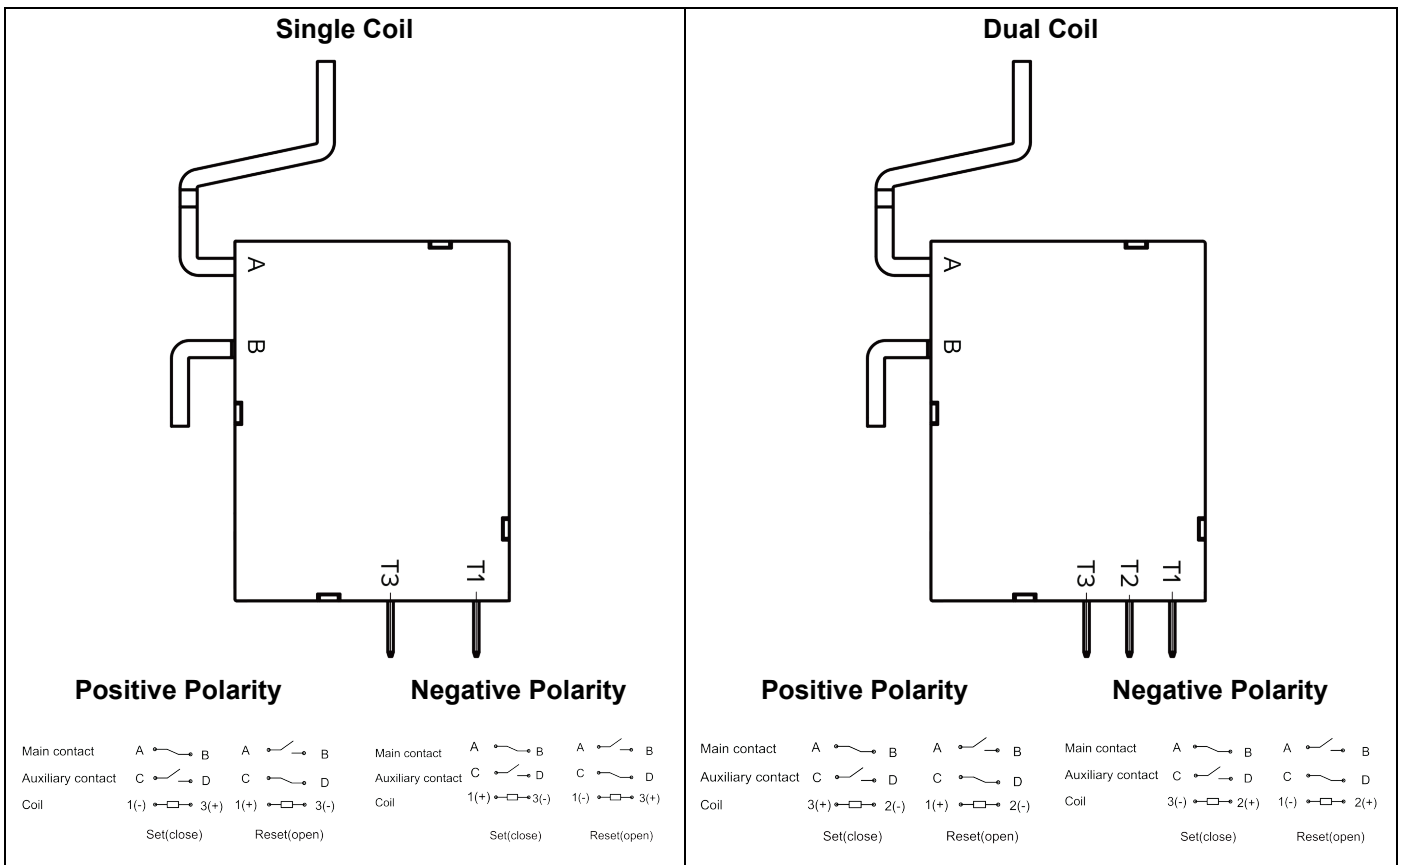 Single Coil
A
B
T3 T1
Positive Polarity Negative Polarity
Main contact A B A B
Auxiliary contact C D C D
Coil 1(-) 3(+) 1(+) 3(-)
Set(close) Reset(open)
Main contact A B A B
Auxiliary contact C D C D
Coil 1(+) 3(-) 1(-) 3(+)
Set(close) Reset(open)
Dual Coil
A
B
T3 T2 T1
Positive Polarity Negative Polarity
Main contact A B A B
Auxiliary contact C D C D
Coil 3(+) 2(-) 1(+) 2(-)
Set(close) Reset(open)
Main contact A B A B
Auxiliary contact C D C D
Coil 3(-) 2(+) 1(-) 2(+)
Set(close) Reset(open)